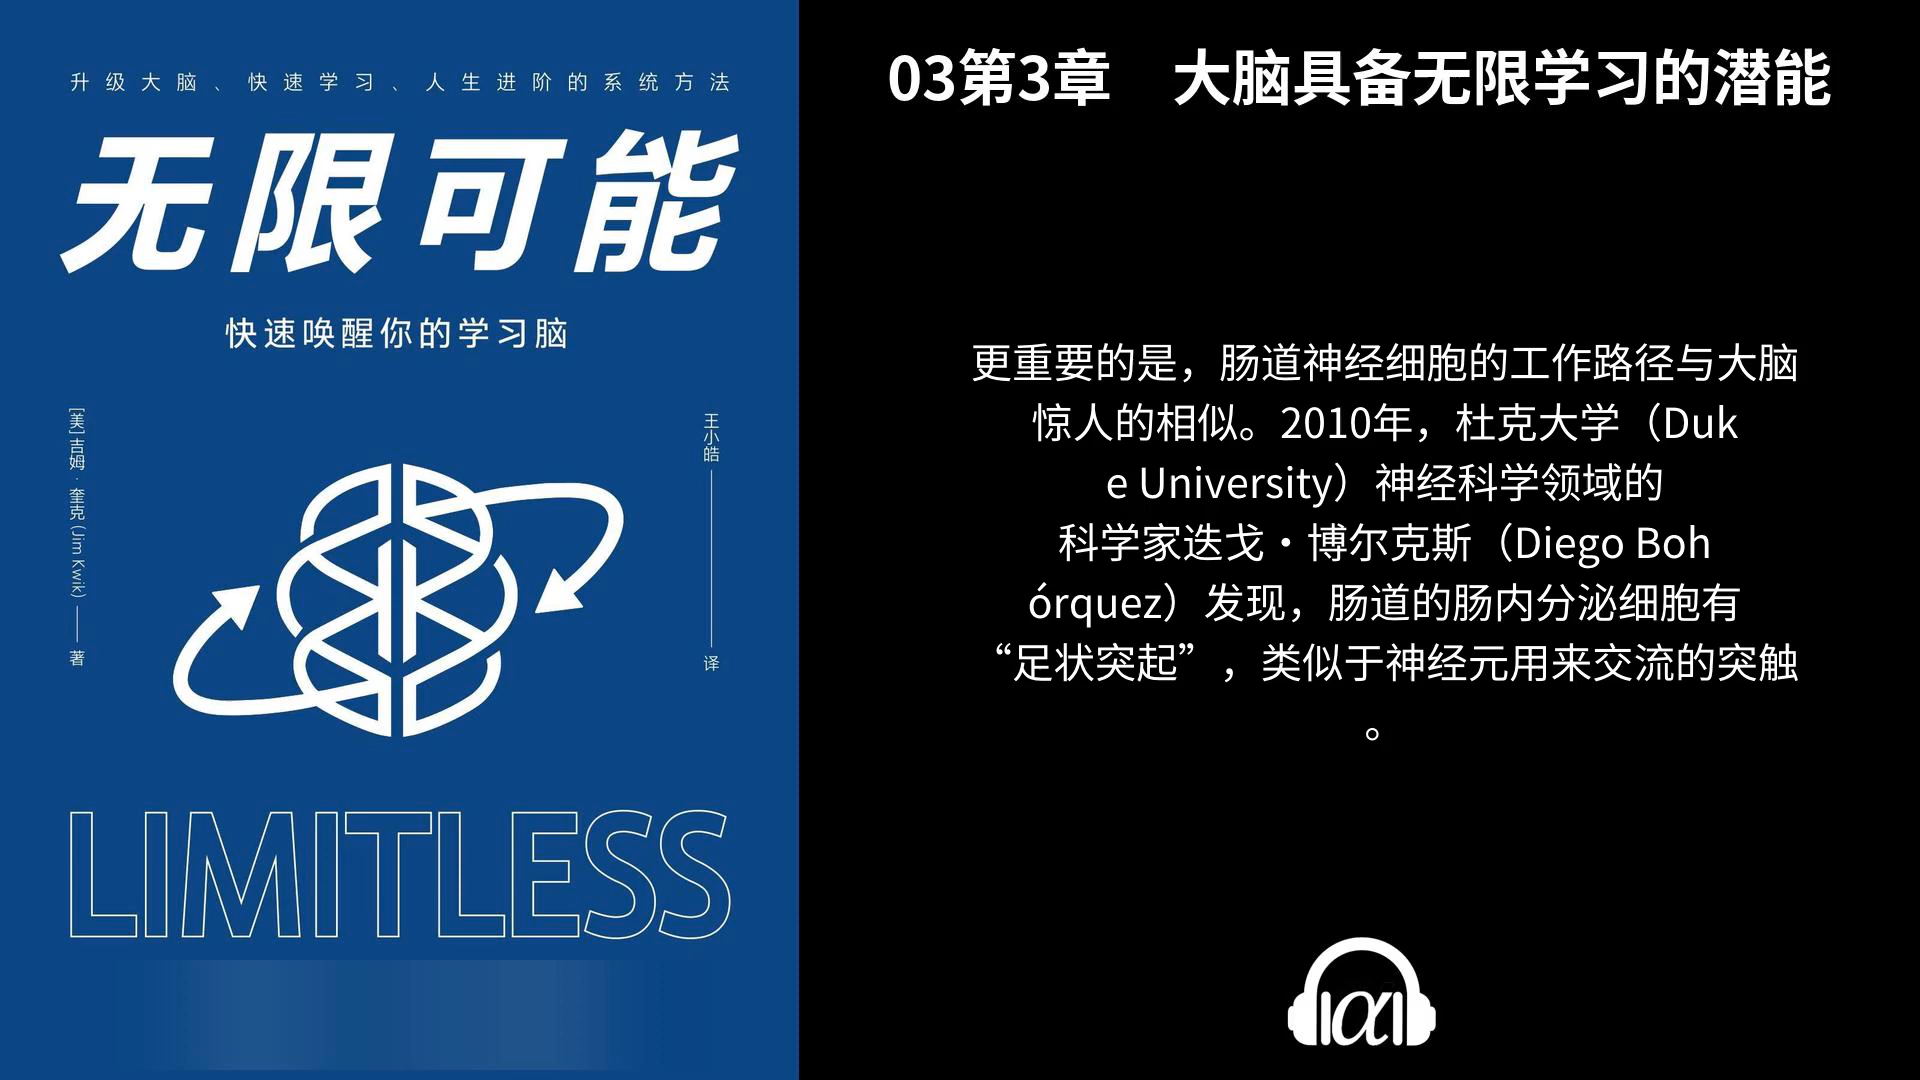 升级大脑、快速学习、人生进阶的系统方法
无限可能
快速唤醒你的学习脑
[美]吉姆·奎克(Jim Kwik)——著
王小皓——译
LIMITLESS
03第3章 大脑具备无限学习的潜能
更重要的是，肠道神经细胞的工作路径与大脑
惊人的相似。2010年，杜克大学（Duk
e University）神经科学领域的
科学家迭戈·博尔克斯（Diego Boh
órquez）发现，肠道的肠内分泌细胞有
“足状突起”，类似于神经元用来交流的突触
。
α